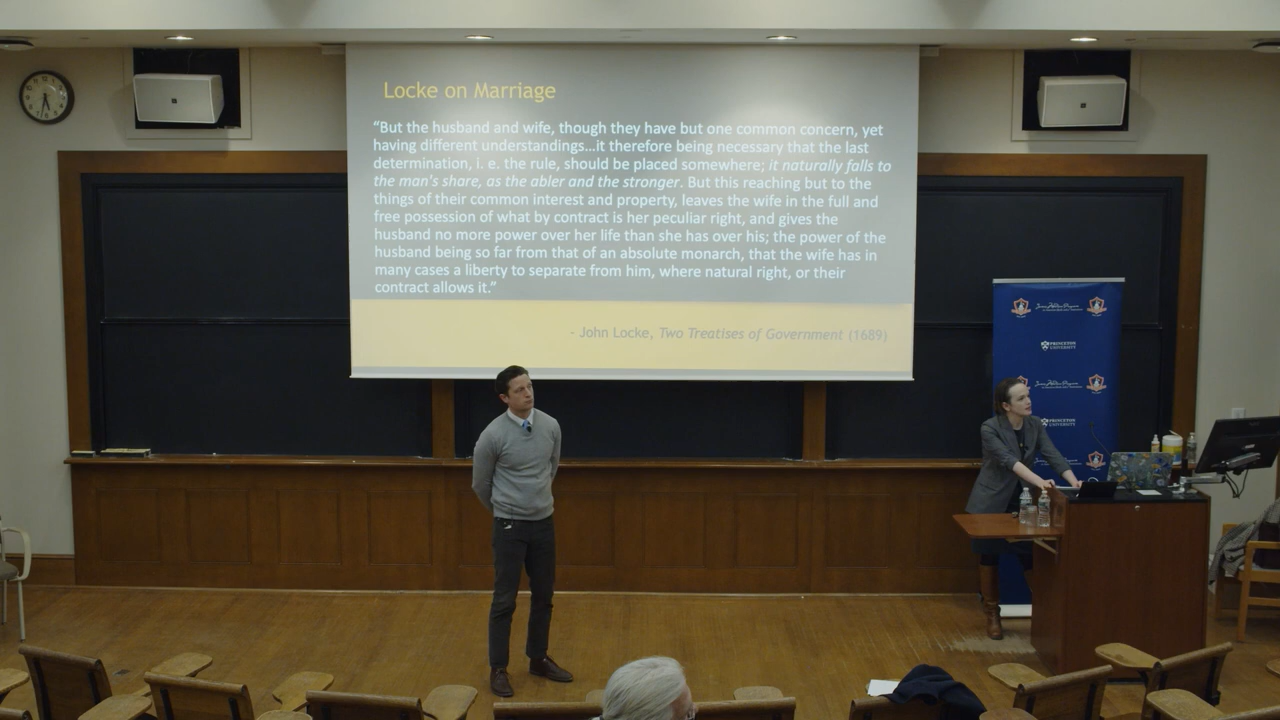 Locke on Marriage
“But the husband and wife, though they have but one common concern, yet
having different understandings...it therefore being necessary that the last
determination, i. e. the rule, should be placed somewhere; it naturally falls to
the man's share, as the abler and the stronger. But this reaching but to the
things of their common interest and property, leaves the wife in the full and
free possession of what by contract is her peculiar right, and gives the
husband no more power over her life than she has over his; the power of the
husband being so far from that of an absolute monarch, that the wife has in
many cases a liberty to separate from him, where natural right, or their
contract allows it.”
- John Locke, Two Treatises of Government (1689)
PRINCETON
UNIVERSITY
PRINCETON
UNIVERSITY